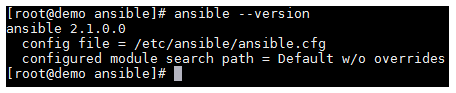 [root@demo ansible]# ansible --version
ansible 2.1.0.0
  config file = /etc/ansible/ansible.cfg
  configured module search path = Default w/o overrides
[root@demo ansible]#